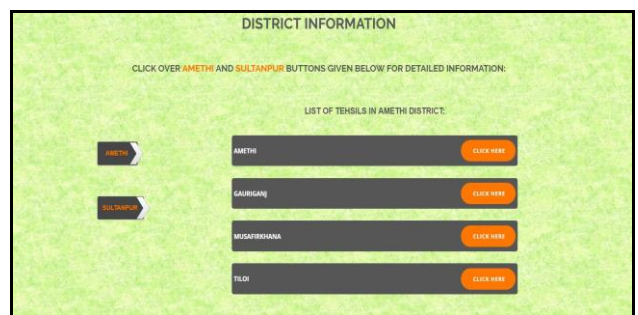 DISTRICT INFORMATION
CLICK OVER AMETHI AND SULTANPUR BUTTONS GIVEN BELOW FOR DETAILED INFORMATION:
LIST OF TEHSILS IN AMETHI DISTRICT:
AMETHI
SULTANPUR
AMETHI CLICK HERE
GAURIGANJ CLICK HERE
MUSAFIRKHANA CLICK HERE
TILOI CLICK HERE